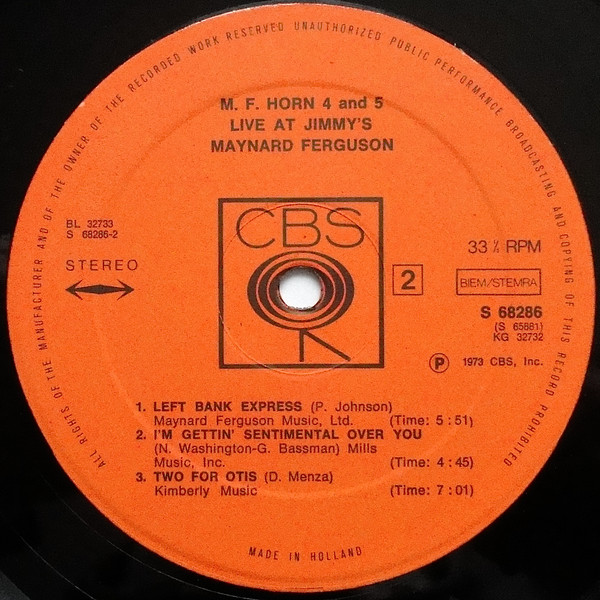 ALL RIGHTS OF THE MANUFACTURER AND OF THE OWNER OF THE RECORDED WORK RESERVED UNAUTHORIZED PUBLIC PERFORMANCE BROADCASTING AND COPYING OF THIS RECORD PROHIBITED
M. F. HORN 4 and 5
LIVE AT JIMMY'S
MAYNARD FERGUSON
BL 32733
S 68286-2
STEREO
CBS
2
33 ⅓ RPM
BIEM/STEMRA
S 68286
(S 65881)
KG 32732
Ⓟ 1973 CBS, Inc.
1. LEFT BANK EXPRESS (P. Johnson)
Maynard Ferguson Music, Ltd. (Time: 5:51)
2. I'M GETTIN' SENTIMENTAL OVER YOU
(N. Washington-G. Bassman) Mills
Music, Inc. (Time: 4:45)
3. TWO FOR OTIS (D. Menza)
Kimberly Music (Time: 7:01)
MADE IN HOLLAND